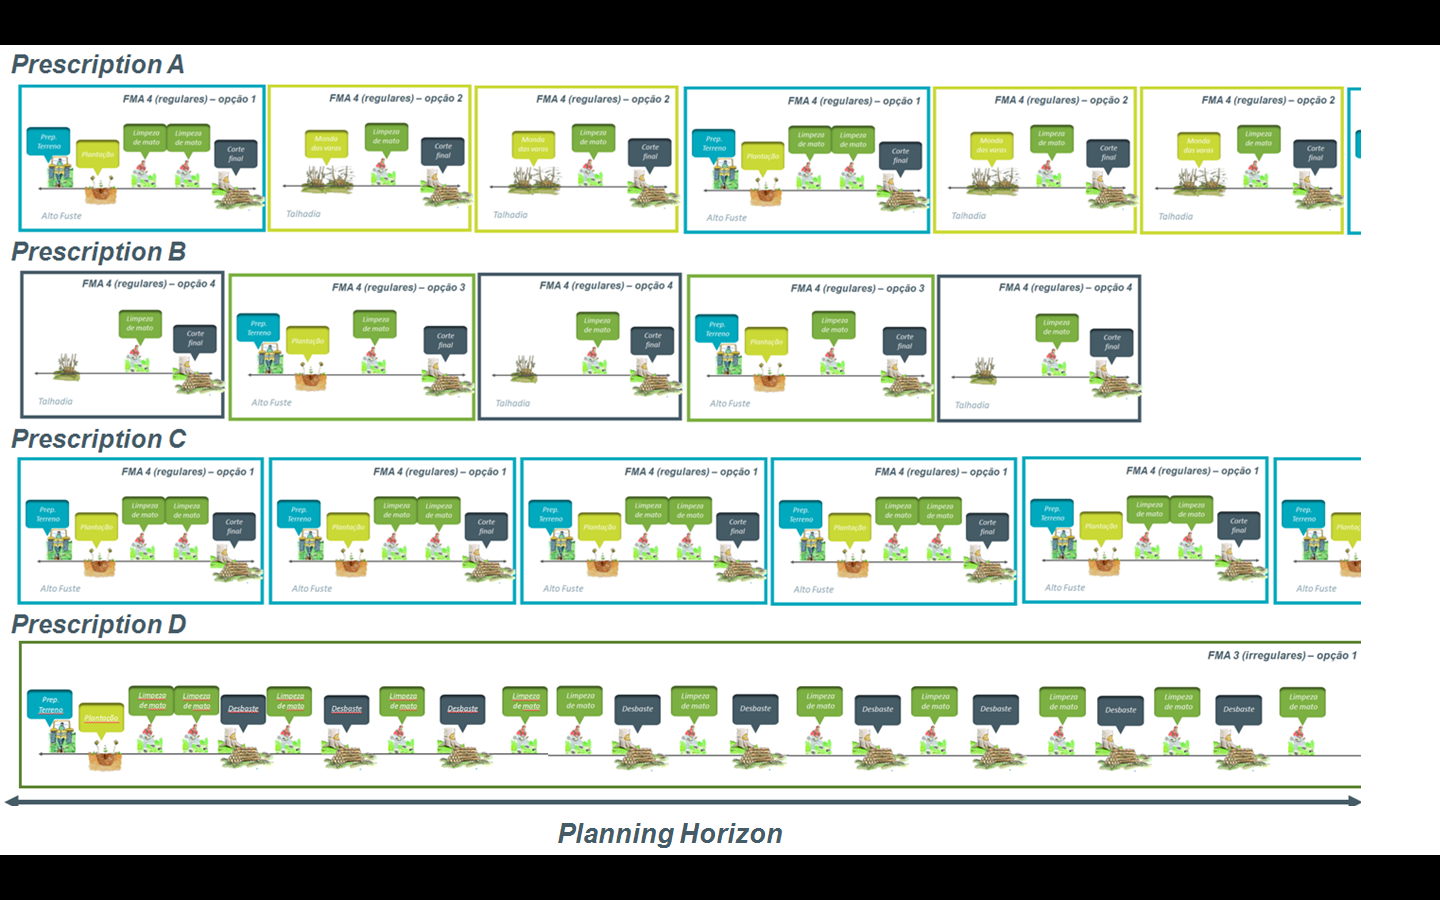 Prescription A
FMA 4 (regulares) – opção 1
Prep.
Terreno
Plantação
Limpeza
de mato
Limpeza
de mato
Corte
final
Alto Fuste
FMA 4 (regulares) – opção 2
Monda
das varas
Limpeza
de mato
Corte
final
Talhadia
FMA 4 (regulares) – opção 2
Monda
das varas
Limpeza
de mato
Corte
final
Talhadia
FMA 4 (regulares) – opção 1
Prep.
Terreno
Plantação
Limpeza
de mato
Limpeza
de mato
Corte
final
Alto Fuste
FMA 4 (regulares) – opção 2
Monda
das varas
Limpeza
de mato
Corte
final
Talhadia
FMA 4 (regulares) – opção 2
Monda
das varas
Limpeza
de mato
Corte
final
Talhadia
Prescription B
FMA 4 (regulares) – opção 4
Limpeza
de mato
Corte
final
Talhadia
FMA 4 (regulares) – opção 3
Prep.
Terreno
Plantação
Limpeza
de mato
Corte
final
Alto Fuste
FMA 4 (regulares) – opção 4
Limpeza
de mato
Corte
final
Talhadia
FMA 4 (regulares) – opção 3
Prep.
Terreno
Plantação
Limpeza
de mato
Corte
final
Alto Fuste
FMA 4 (regulares) – opção 4
Limpeza
de mato
Corte
final
Talhadia
Prescription C
FMA 4 (regulares) – opção 1
Prep.
Terreno
Plantação
Limpeza
de mato
Limpeza
de mato
Corte
final
Alto Fuste
FMA 4 (regulares) – opção 1
Prep.
Terreno
Plantação
Limpeza
de mato
Limpeza
de mato
Corte
final
Alto Fuste
FMA 4 (regulares) – opção 1
Prep.
Terreno
Plantação
Limpeza
de mato
Limpeza
de mato
Corte
final
Alto Fuste
FMA 4 (regulares) – opção 1
Prep.
Terreno
Plantação
Limpeza
de mato
Limpeza
de mato
Corte
final
Alto Fuste
FMA 4 (regulares) – opção 1
Prep.
Terreno
Plantação
Limpeza
de mato
Limpeza
de mato
Corte
final
Alto Fuste
Prep.
Terreno
Alto Fuste
Prescription D
FMA 3 (irregulares) – opção 1
Prep.
Terreno
Plantação
Limpeza
de mato
Limpeza
de mato
Desbaste
Limpeza
de mato
Desbaste
Limpeza
de mato
Desbaste
Limpeza
de mato
Limpeza
de mato
Desbaste
Limpeza
de mato
Desbaste
Limpeza
de mato
Desbaste
Limpeza
de mato
Desbaste
Limpeza
de mato
Desbaste
Limpeza
de mato
Desbaste
Limpeza
de mato
Planning Horizon